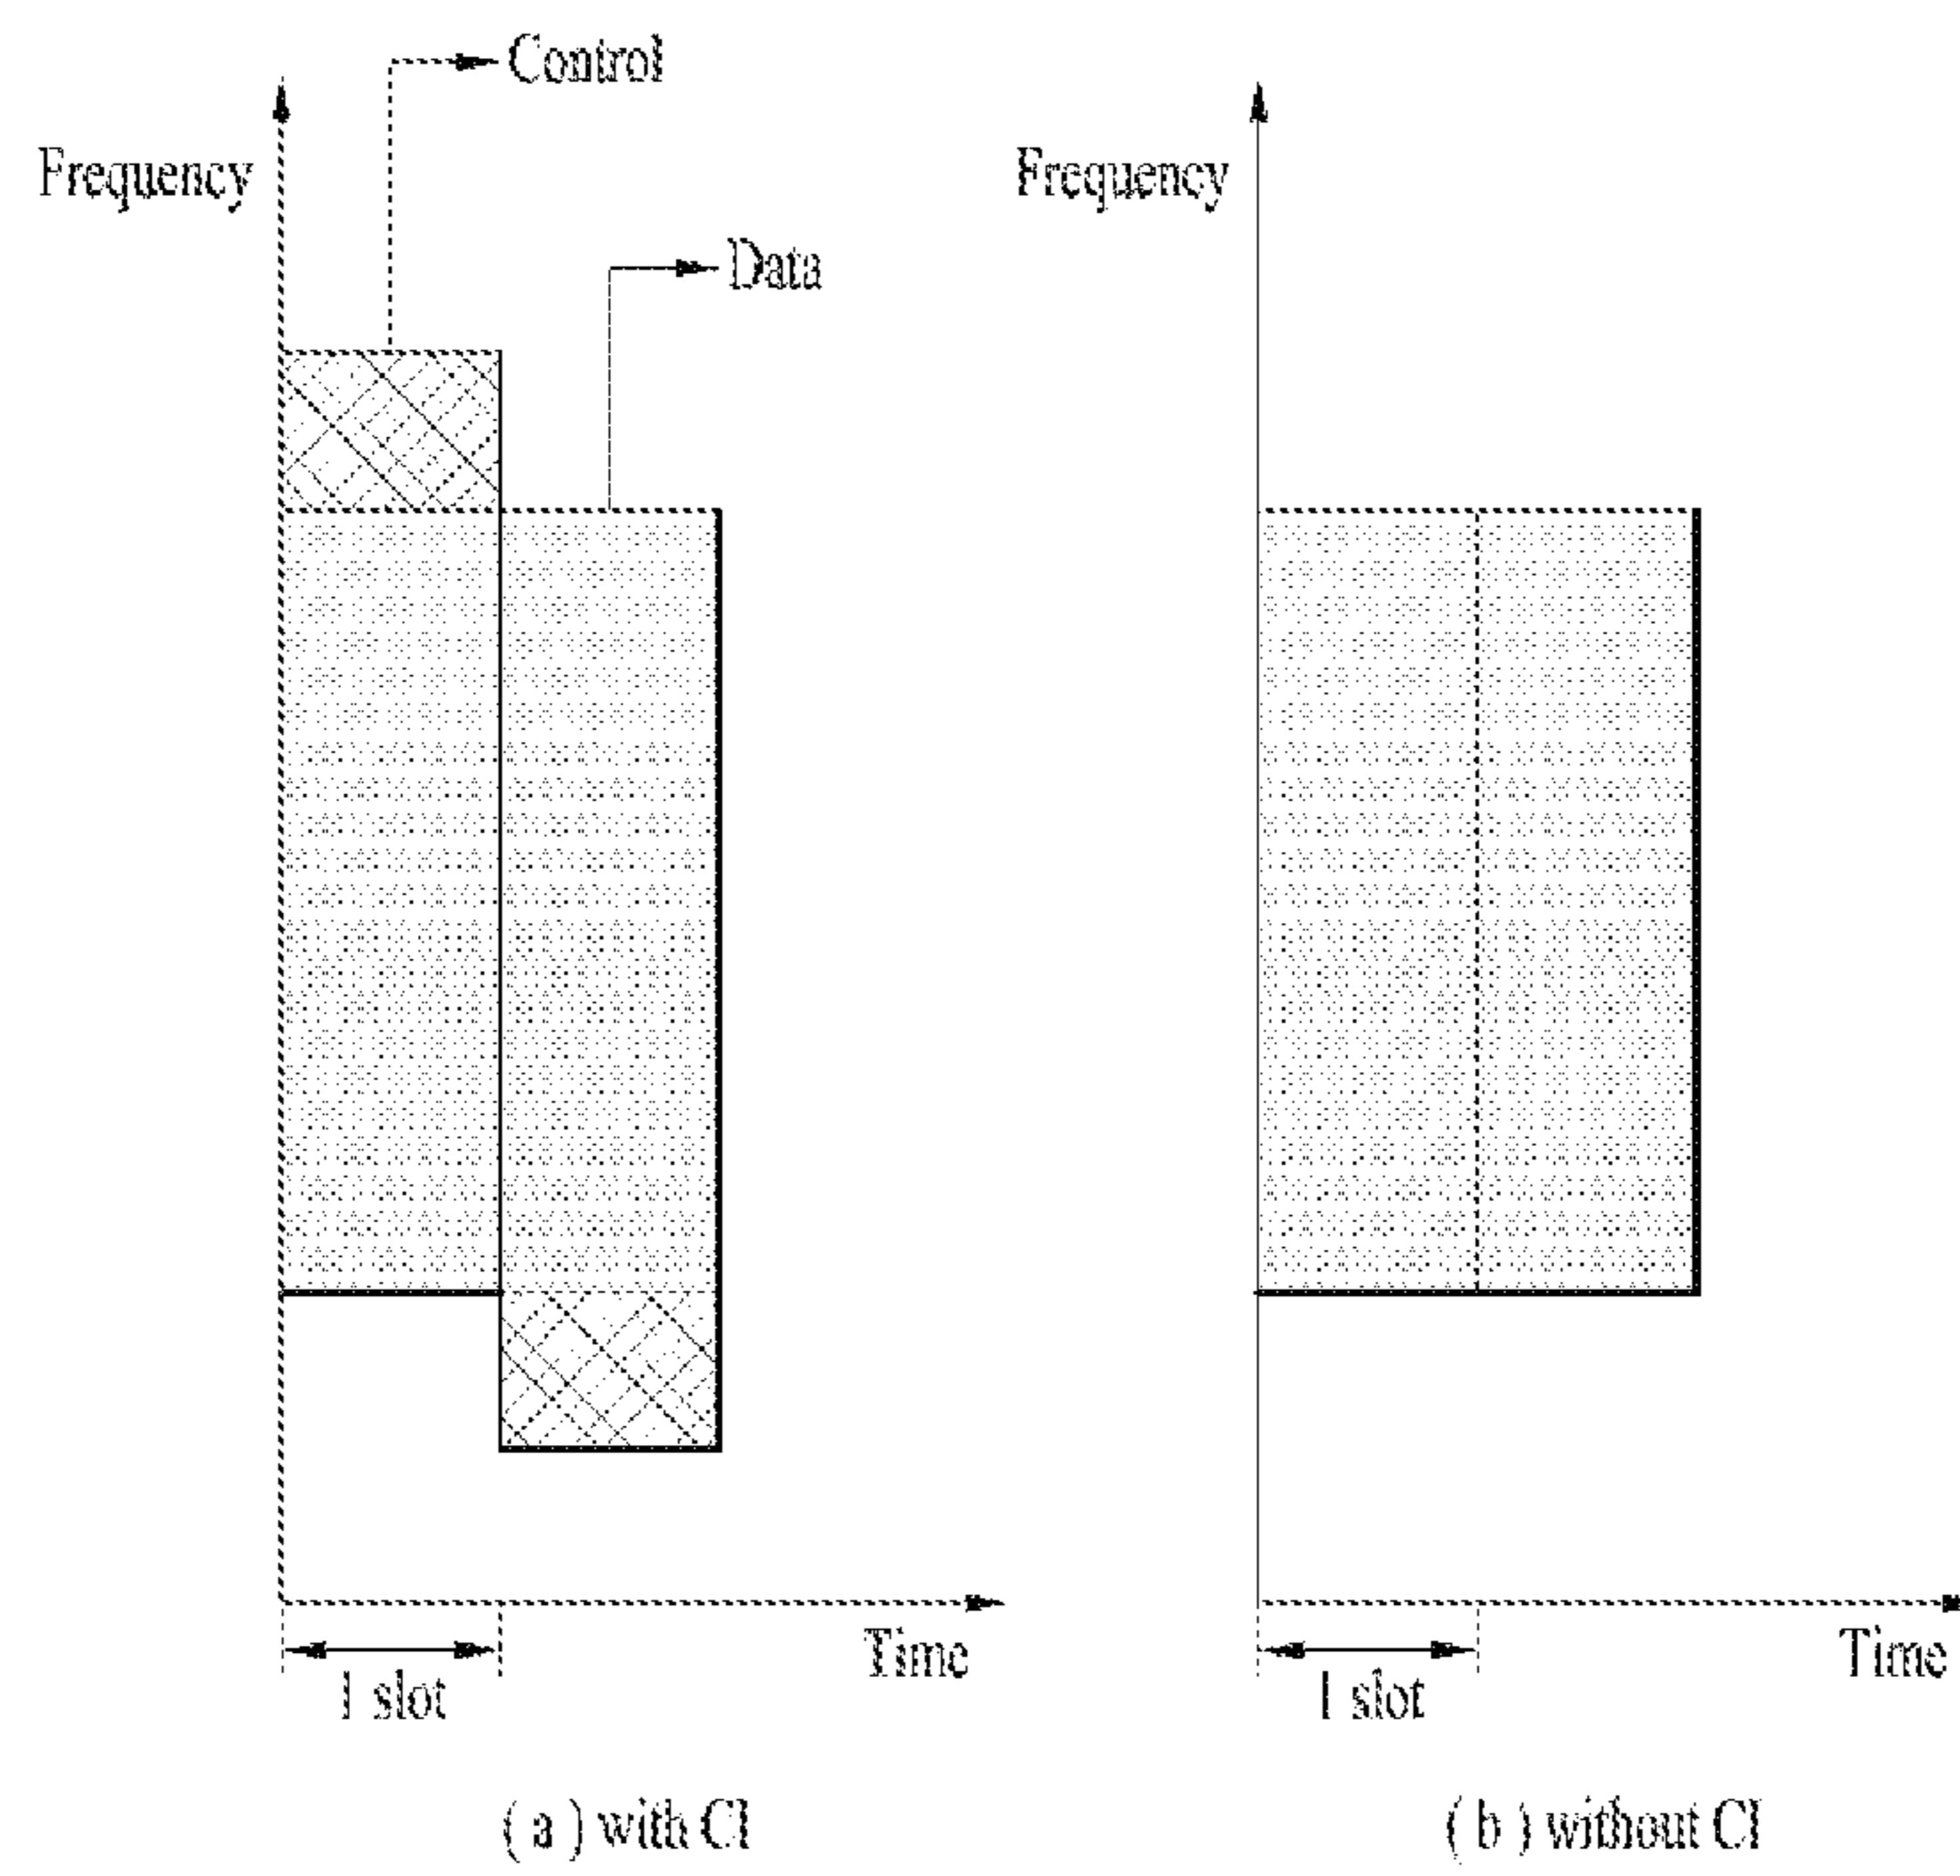 Control
Frequency
Data
Time
1 slot
( a ) with CI
Frequency
Time
1 slot
( b ) without CI